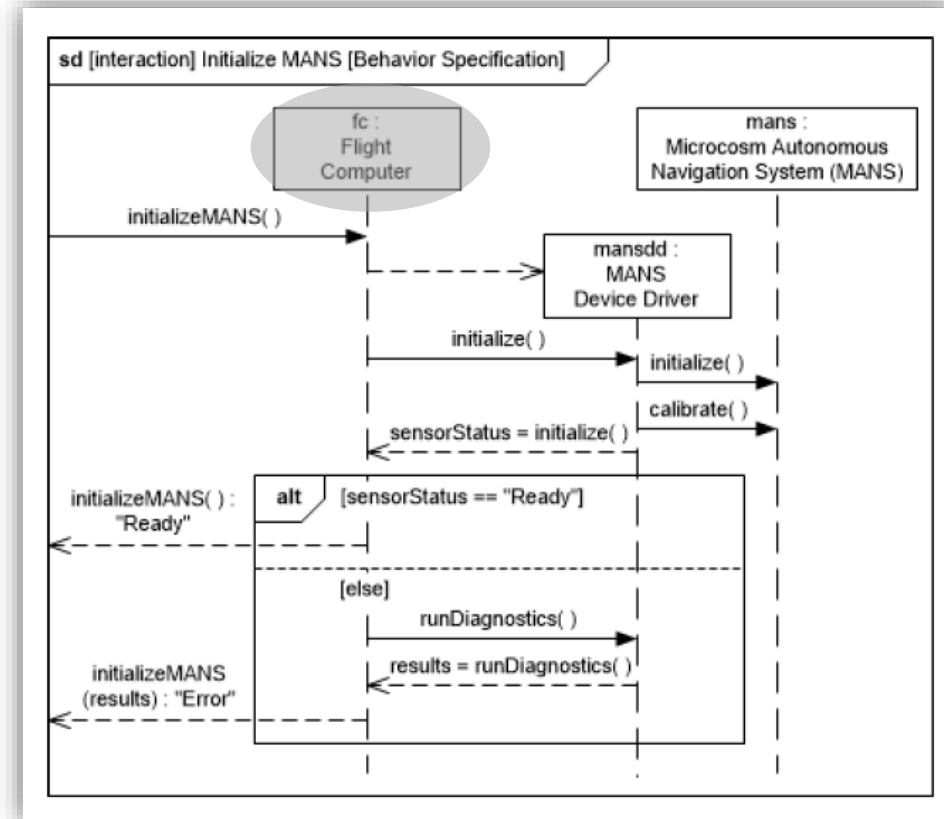 sd [interaction] Initialize MANS [Behavior Specification]
fc :
Flight
Computer
mans :
Microcosm Autonomous
Navigation System (MANS)
initializeMANS( )
mansdd :
MANS
Device Driver
initialize( )
initialize( )
calibrate( )
sensorStatus = initialize( )
alt
[sensorStatus == "Ready"]
initializeMANS( ) :
"Ready"
[else]
runDiagnostics( )
results = runDiagnostics( )
initializeMANS
(results) : "Error"